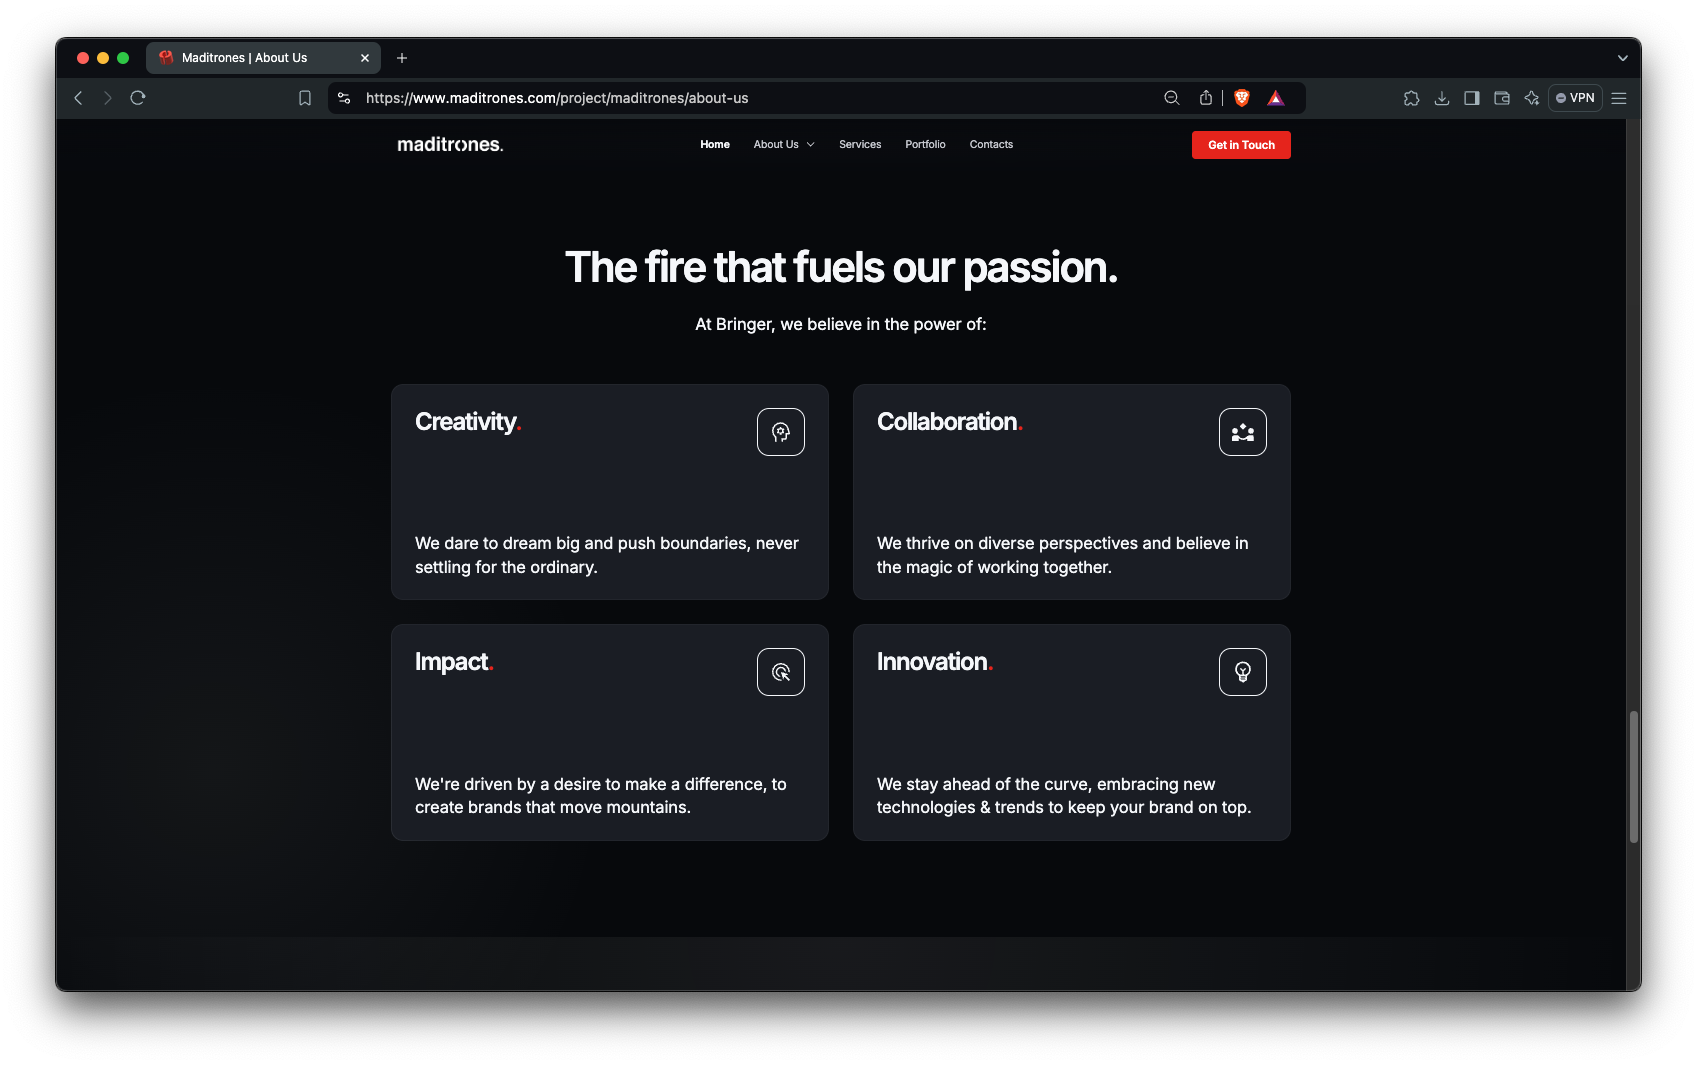 Maditrones | About Us
https://www.maditrones.com/project/maditrones/about-us
VPN
maditrones.
Home
About Us
Services
Portfolio
Contacts
Get in Touch
The fire that fuels our passion.
At Bringer, we believe in the power of:
Creativity.
We dare to dream big and push boundaries, never
settling for the ordinary.
Collaboration.
We thrive on diverse perspectives and believe in
the magic of working together.
Impact.
We're driven by a desire to make a difference, to
create brands that move mountains.
Innovation.
We stay ahead of the curve, embracing new
technologies & trends to keep your brand on top.